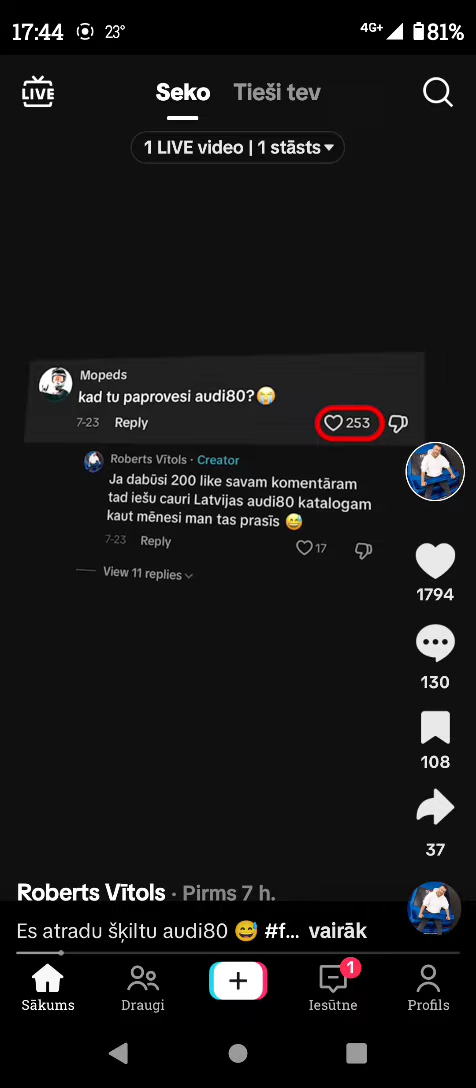 17:44 23° 4G+ 81%
LIVE Seko Tieši tev
1 LIVE video | 1 stāsts
Mopeds
kad tu paprovesi audi80?😭
7-23 Reply 253
Roberts Vītols · Creator
Ja dabūsi 200 like savam komentāram
tad iešu cauri Latvijas audi80 katalogam
kaut mēnesi man tas prasīs 😅
7-23 Reply 17
View 11 replies
1794
130
108
37
Roberts Vītols · Pirms 7 h.
Es atradu šķiltu audi80 😅 #f... vairāk
1
Sākums Draugi Iesūtne Profils